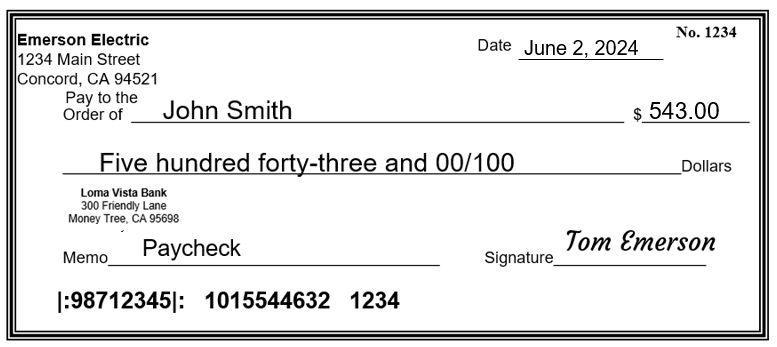 Emerson Electric
No. 1234
1234 Main Street
Date June 2, 2024
Concord, CA 94521
Pay to the
Order of John Smith $ 543.00
Five hundred forty-three and 00/100 Dollars
Loma Vista Bank
300 Friendly Lane
Money Tree, CA 95698
Memo Paycheck
Signature Tom Emerson
|:98712345|: 1015544632 1234